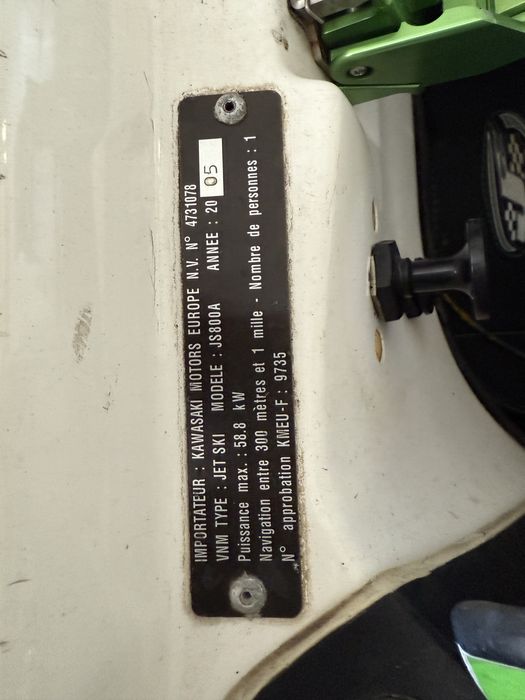 IMPORTATEUR : KAWASAKI MOTORS EUROPE N.V. N° 4731078
VNM TYPE : JET SKI MODELE : JS800A ANNEE : 20 05
Puissance max. : 58.8 kW
Navigation entre 300 mètres et 1 mille - Nombre de personnes : 1
N° approbation KMEU-F : 9735